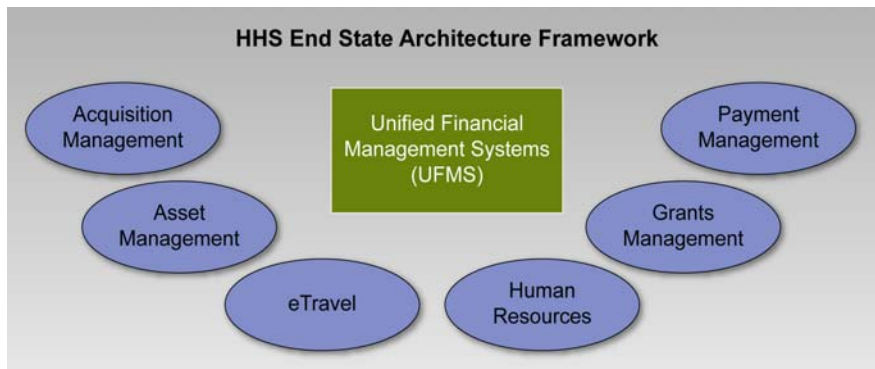 HHS End State Architecture Framework
Acquisition
Management
Unified Financial
Management Systems
(UFMS)
Payment
Management
Asset
Management
Grants
Management
eTravel
Human
Resources